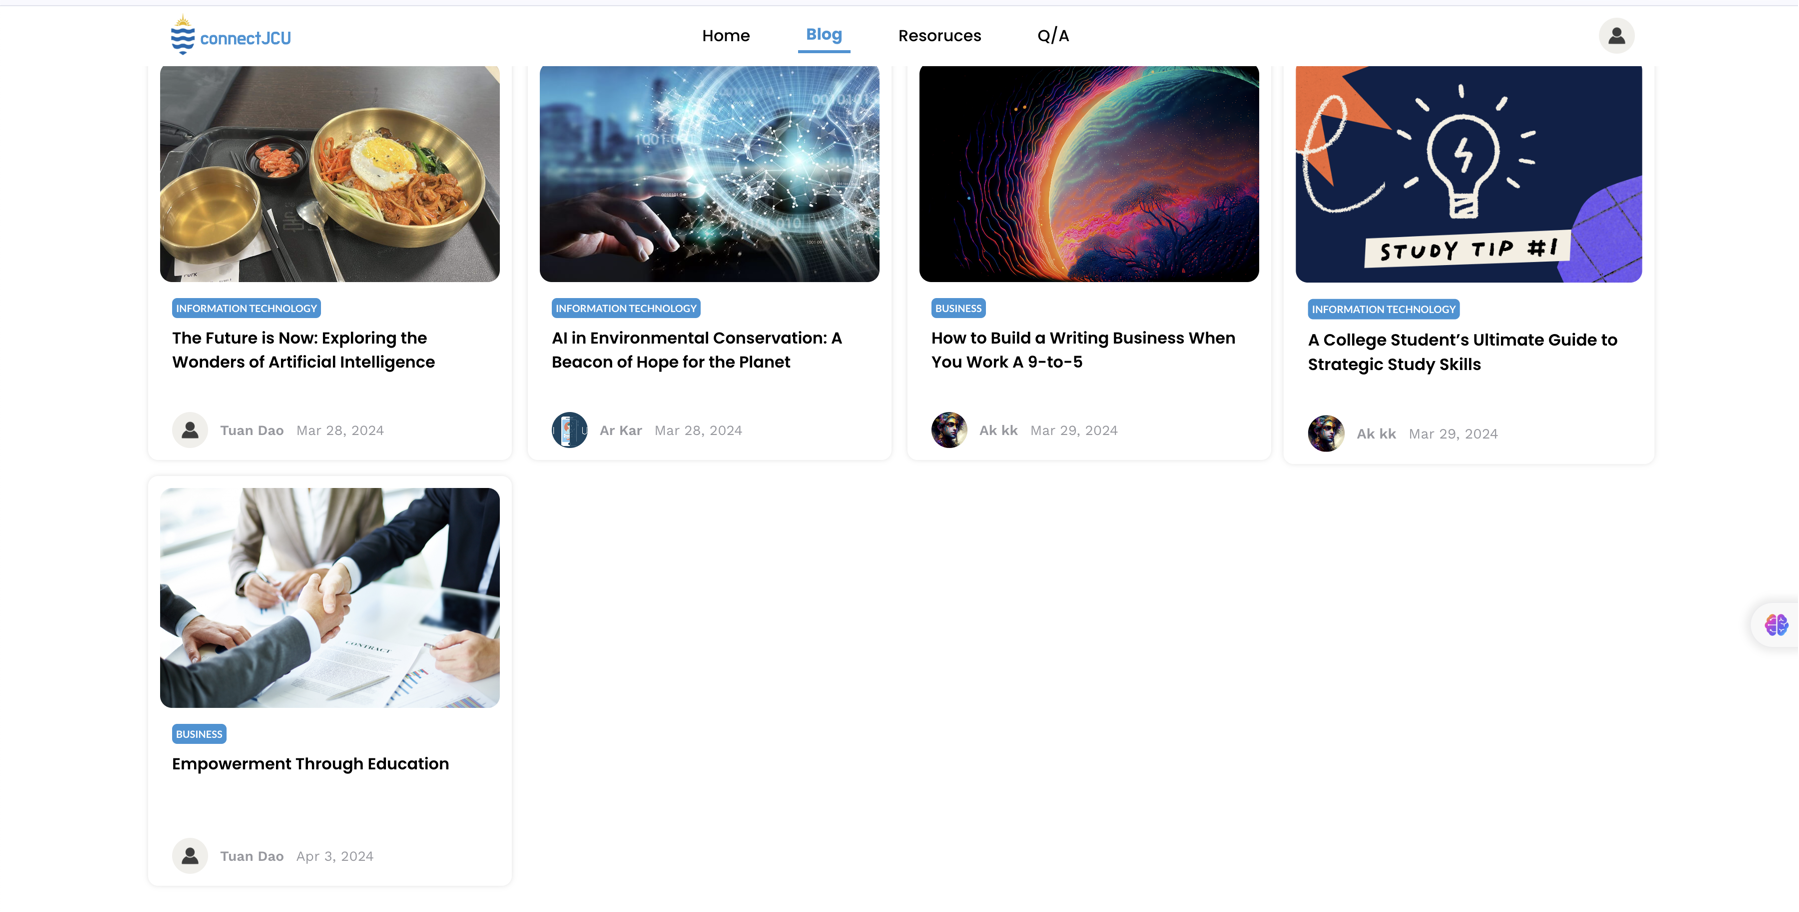 connectJCU
Home
Blog
Resoruces
Q/A
STUDY TIP #1
INFORMATION TECHNOLOGY
The Future is Now: Exploring the
Wonders of Artificial Intelligence
Tuan Dao Mar 28, 2024
INFORMATION TECHNOLOGY
AI in Environmental Conservation: A
Beacon of Hope for the Planet
Ar Kar Mar 28, 2024
BUSINESS
How to Build a Writing Business When
You Work A 9-to-5
Ak kk Mar 29, 2024
INFORMATION TECHNOLOGY
A College Student’s Ultimate Guide to
Strategic Study Skills
Ak kk Mar 29, 2024
CONTRACT
BUSINESS
Empowerment Through Education
Tuan Dao Apr 3, 2024